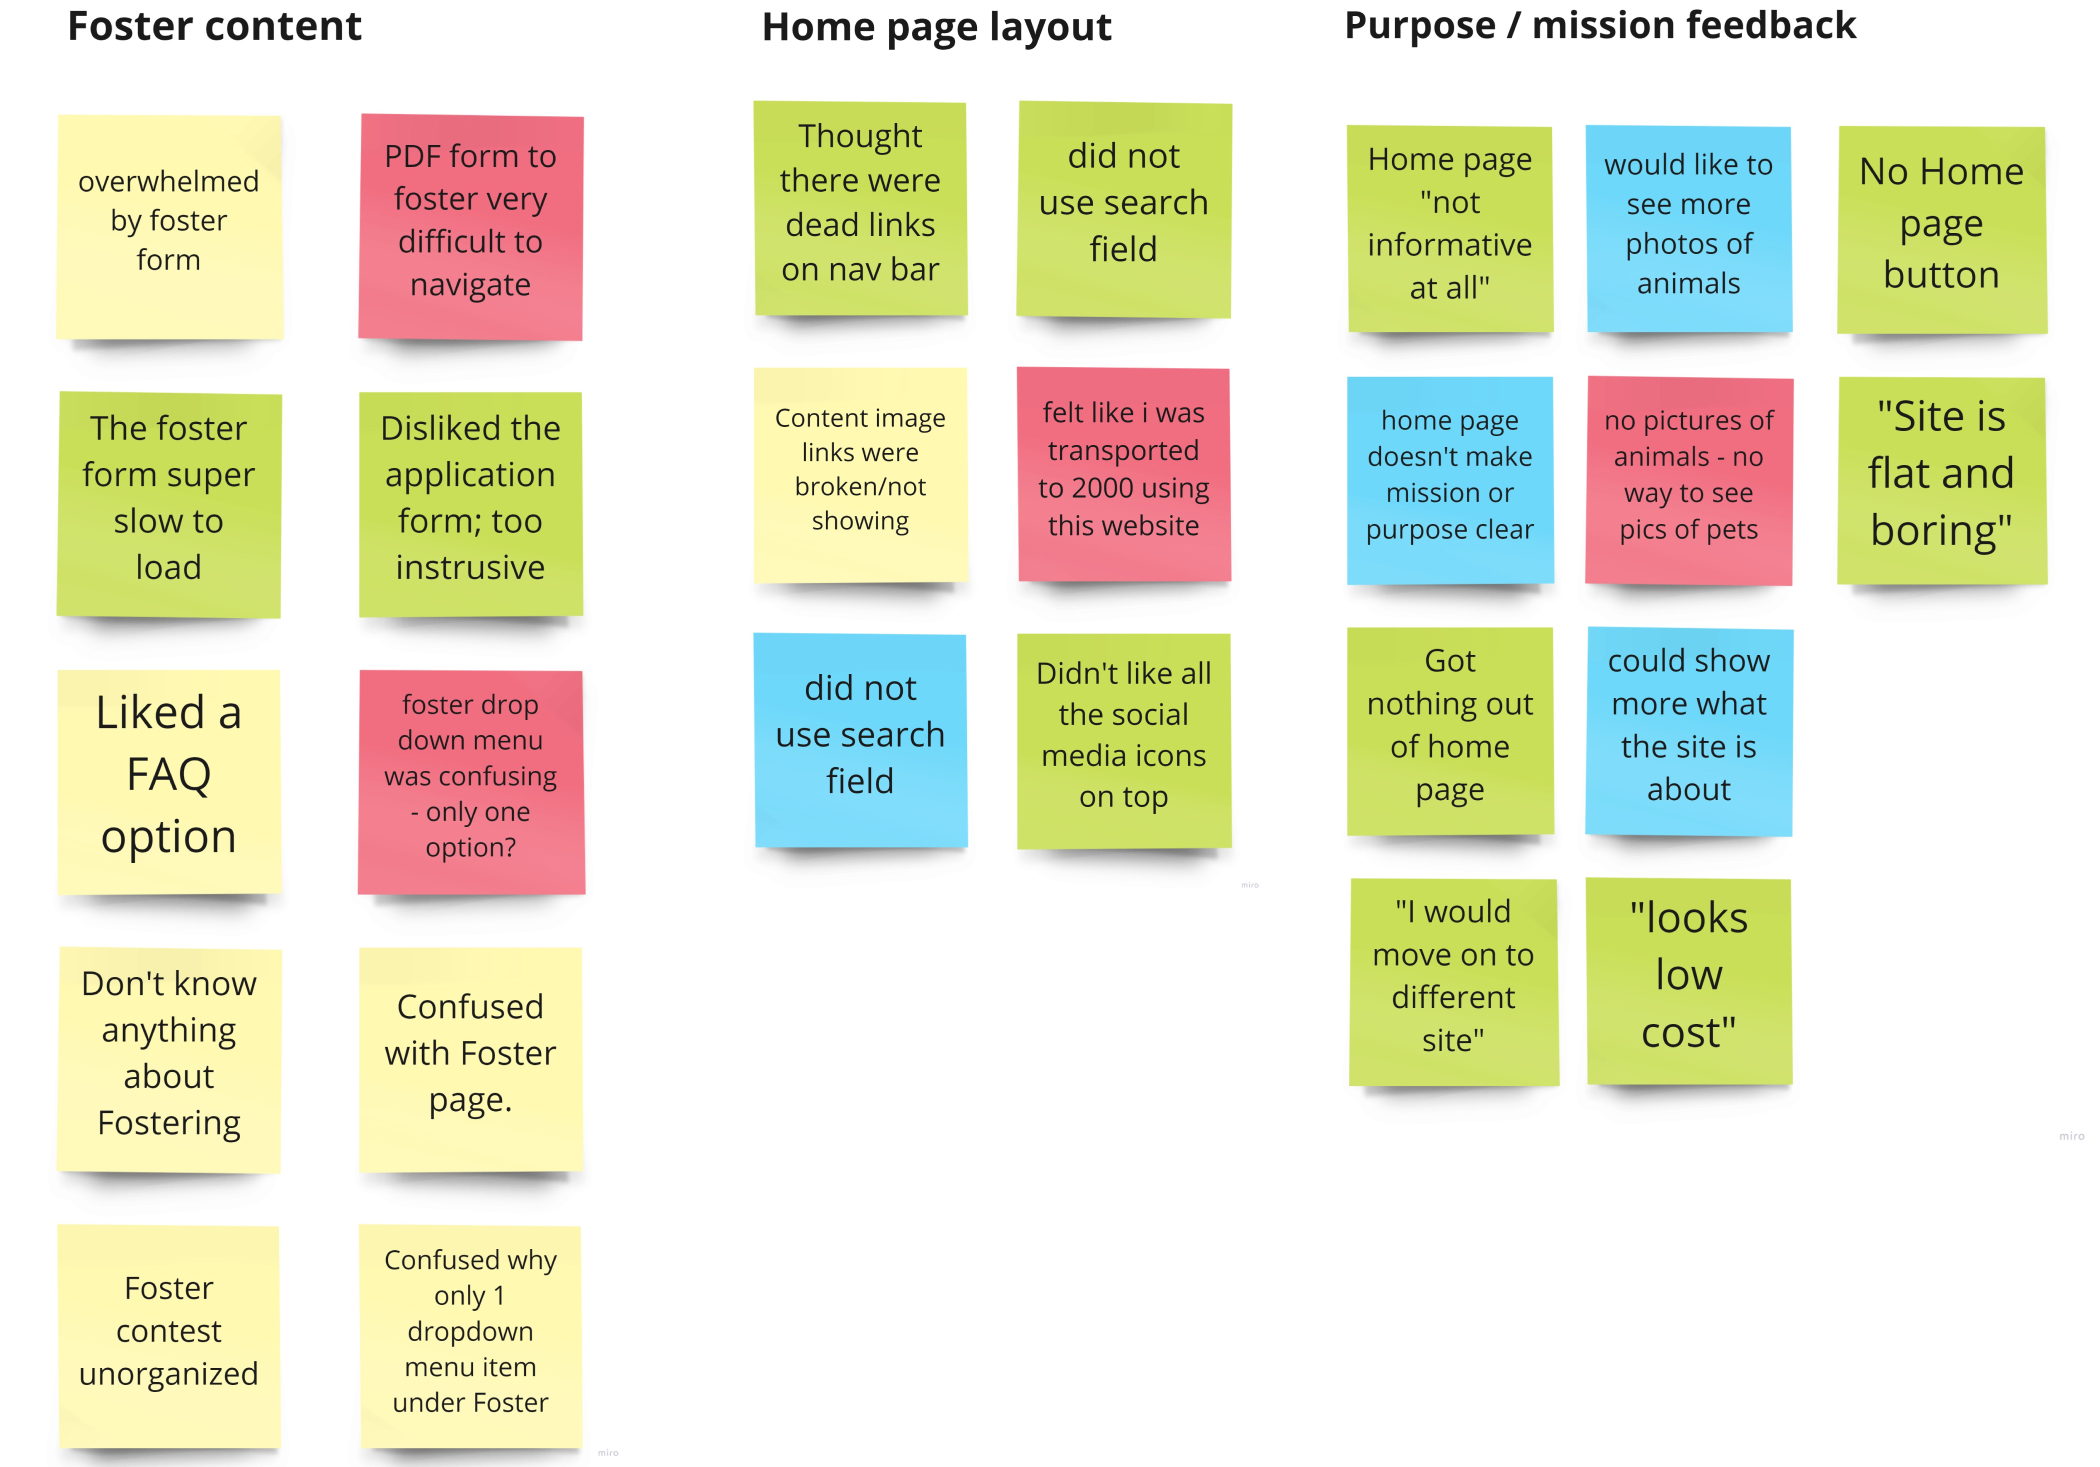 Foster content
overwhelmed
by foster
form
PDF form to
foster very
difficult to
navigate
The foster
form super
slow to
load
Disliked the
application
form; too
instrusive
Liked a
FAQ
option
foster drop
down menu
was confusing
- only one
option?
Don't know
anything
about
Fostering
Confused
with Foster
page.
Foster
contest
unorganized
Confused why
only 1
dropdown
menu item
under Foster
miro
Home page layout
Thought
there were
dead links
on nav bar
did not
use search
field
Content image
links were
broken/not
showing
felt like i was
transported
to 2000 using
this website
did not
use search
field
Didn't like all
the social
media icons
on top
miro
Purpose / mission feedback
Home page
"not
informative
at all"
would like to
see more
photos of
animals
No Home
page
button
home page
doesn't make
mission or
purpose clear
no pictures of
animals - no
way to see
pics of pets
"Site is
flat and
boring"
Got
nothing out
of home
page
could show
more what
the site is
about
"I would
move on to
different
site"
"looks
low
cost"
miro